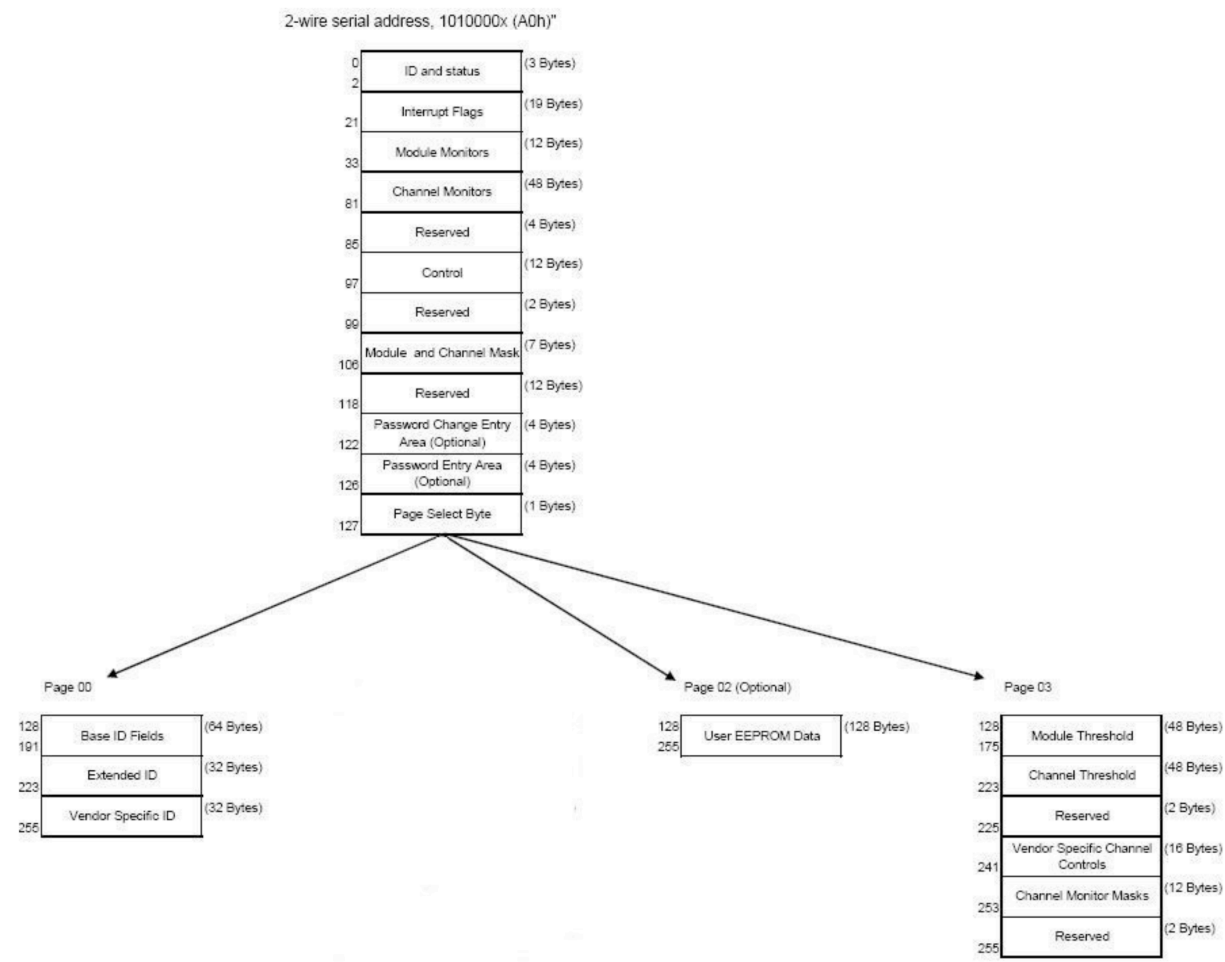 2-wire serial address, 1010000x (A0h)"
0
2
ID and status
(3 Bytes)
21
Interrupt Flags
(19 Bytes)
33
Module Monitors
(12 Bytes)
81
Channel Monitors
(48 Bytes)
85
Reserved
(4 Bytes)
97
Control
(12 Bytes)
99
Reserved
(2 Bytes)
106
Module and Channel Mask
(7 Bytes)
118
Reserved
(12 Bytes)
122
Password Change Entry
Area (Optional)
(4 Bytes)
126
Password Entry Area
(Optional)
(4 Bytes)
127
Page Select Byte
(1 Bytes)
Page 00
128
191
Base ID Fields
(64 Bytes)
223
Extended ID
(32 Bytes)
255
Vendor Specific ID
(32 Bytes)
Page 02 (Optional)
128
255
User EEPROM Data
(128 Bytes)
Page 03
128
175
Module Threshold
(48 Bytes)
223
Channel Threshold
(48 Bytes)
225
Reserved
(2 Bytes)
241
Vendor Specific Channel
Controls
(16 Bytes)
253
Channel Monitor Masks
(12 Bytes)
255
Reserved
(2 Bytes)